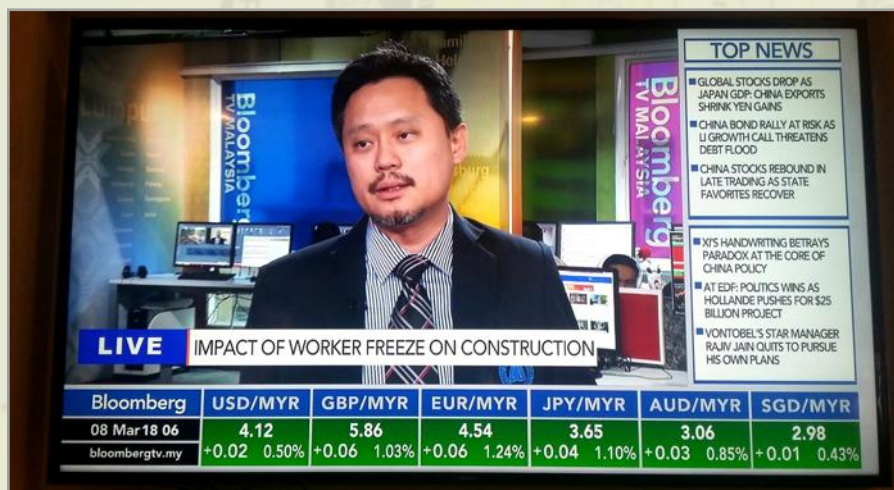 Bloomberg
TV MALAYSIA
Bloomberg
TV MALAYSIA
TOP NEWS
GLOBAL STOCKS DROP AS
JAPAN GDP: CHINA EXPORTS
SHRINK YEN GAINS
CHINA BOND RALLY AT RISK AS
LI GROWTH CALL THREATENS
DEBT FLOOD
CHINA STOCKS REBOUND IN
LATE TRADING AS STATE
FAVORITES RECOVER
XI'S HANDWRITING BETRAYS
PARADOX AT THE CORE OF
CHINA POLICY
AT EDF: POLITICS WINS AS
HOLLANDE PUSHES FOR $25
BILLION PROJECT
VONTOBEL'S STAR MANAGER
RAJIV JAIN QUITS TO PURSUE
HIS OWN PLANS
LIVE IMPACT OF WORKER FREEZE ON CONSTRUCTION
Bloomberg USD/MYR GBP/MYR EUR/MYR JPY/MYR AUD/MYR SGD/MYR
08 Mar 18 06 4.12 5.86 4.54 3.65 3.06 2.98
bloombergtv.my +0.02 0.50% +0.06 1.03% +0.06 1.24% +0.04 1.10% +0.03 0.85% +0.01 0.43%